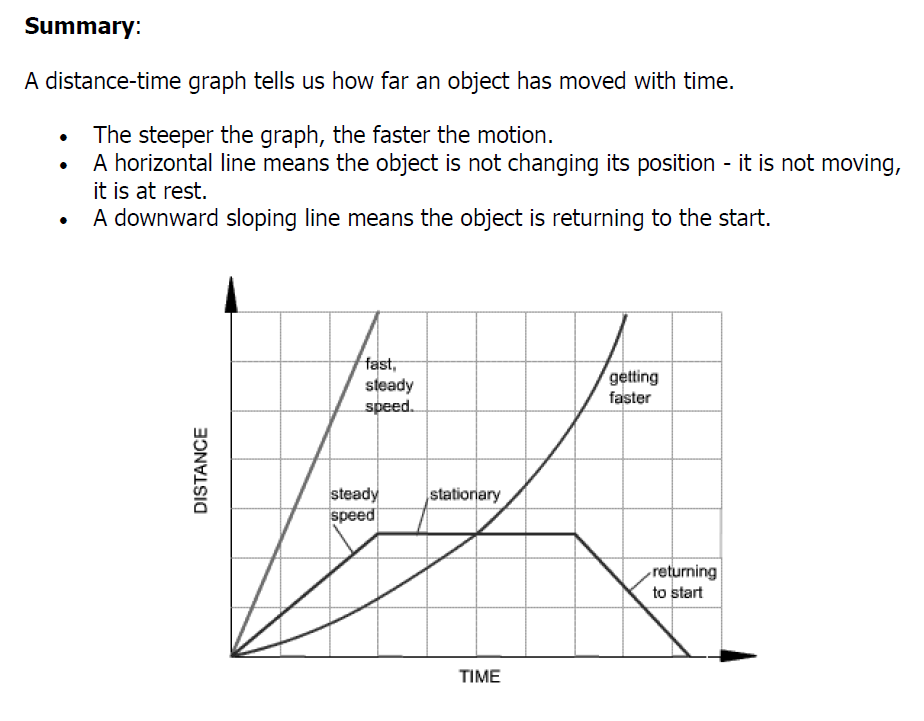 Summary:
A distance-time graph tells us how far an object has moved with time.
• The steeper the graph, the faster the motion.
• A horizontal line means the object is not changing its position - it is not moving,
it is at rest.
• A downward sloping line means the object is returning to the start.
fast,
steady
speed.
getting
faster
DISTANCE
steady
speed
stationary
returning
to start
TIME